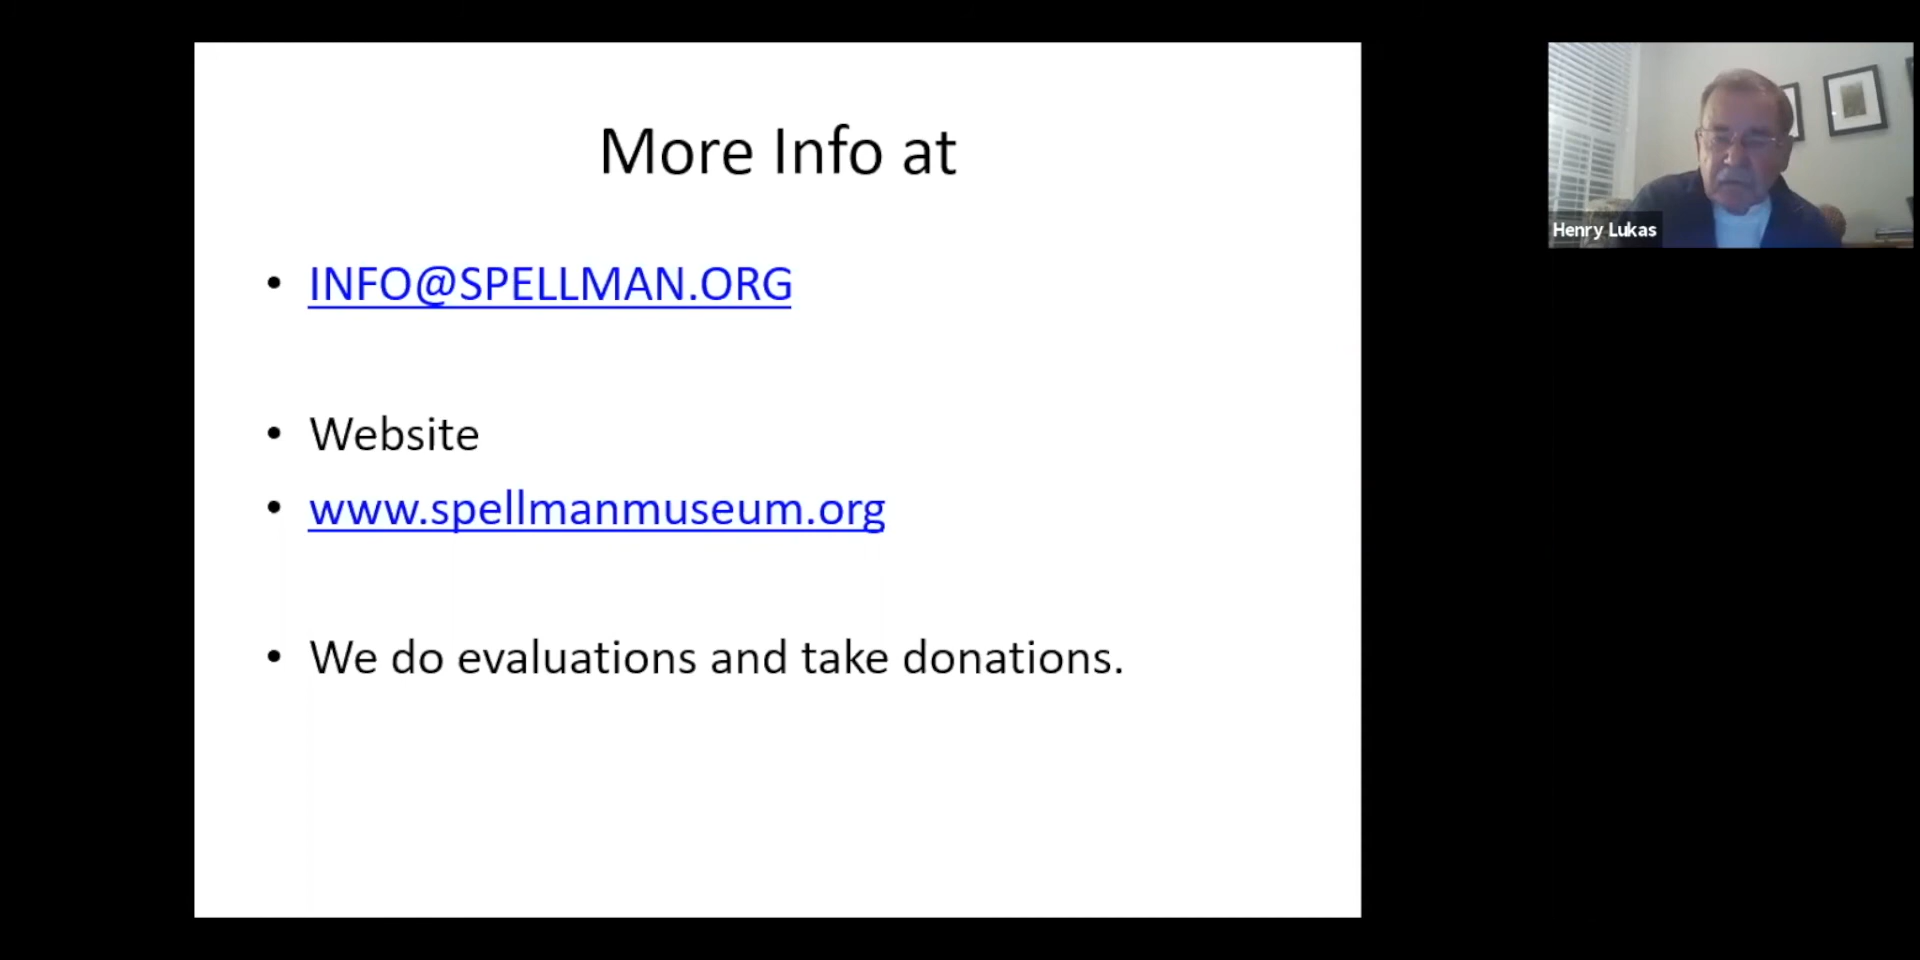 More Info at
• INFO@SPELLMAN.ORG
• Website
• www.spellmanmuseum.org
• We do evaluations and take donations.
Henry Lukas